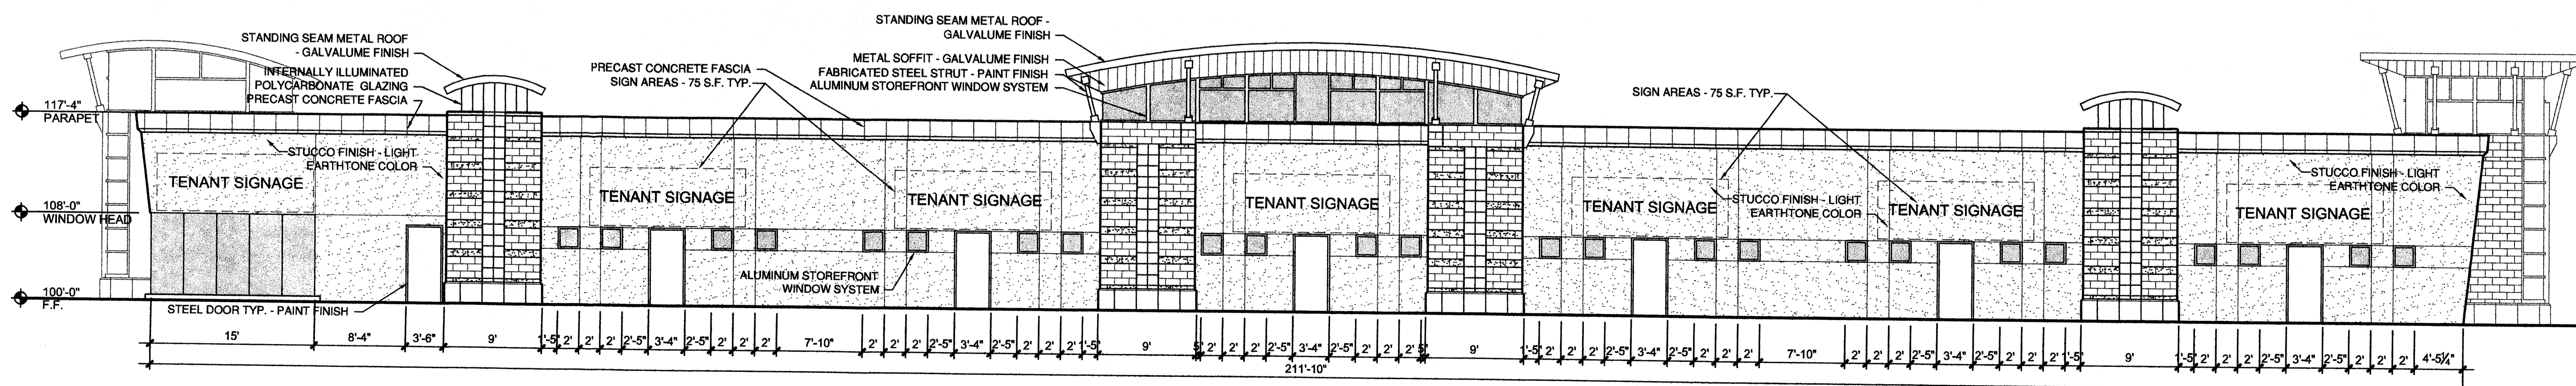 STANDING SEAM METAL ROOF -
GALVALUME FINISH
STANDING SEAM METAL ROOF
- GALVALUME FINISH
INTERNALLY ILLUMINATED
POLYCARBONATE GLAZING
PRECAST CONCRETE FASCIA
PRECAST CONCRETE FASCIA
SIGN AREAS - 75 S.F. TYP.
METAL SOFFIT - GALVALUME FINISH
FABRICATED STEEL STRUT - PAINT FINISH
ALUMINUM STOREFRONT WINDOW SYSTEM
SIGN AREAS - 75 S.F. TYP.
117'-4"
PARAPET
STUCCO FINISH - LIGHT
EARTHTONE COLOR
STUCCO FINISH - LIGHT
EARTHTONE COLOR
STUCCO FINISH - LIGHT
EARTHTONE COLOR
TENANT SIGNAGE
TENANT SIGNAGE
TENANT SIGNAGE
TENANT SIGNAGE
TENANT SIGNAGE
TENANT SIGNAGE
TENANT SIGNAGE
108'-0"
WINDOW HEAD
ALUMINUM STOREFRONT
WINDOW SYSTEM
100'-0"
F.F.
STEEL DOOR TYP. - PAINT FINISH
15' 8'-4" 3'-6" 9' 1'-5" 2' 2' 2' 2'-5" 3'-4" 2'-5" 2' 2' 2' 7'-10" 2' 2' 2' 2'-5" 3'-4" 2'-5" 2' 2' 2' 1'-5" 9' 5" 2' 2' 2' 2'-5" 3'-4" 2'-5" 2' 2' 2' 5" 9' 1'-5" 2' 2' 2' 2'-5" 3'-4" 2'-5" 2' 2' 2' 7'-10" 2' 2' 2' 2'-5" 3'-4" 2'-5" 2' 2' 2' 1'-5" 9' 1'-5" 2' 2' 2' 2'-5" 3'-4" 2'-5" 2' 2' 2' 4'-5¼"
211'-10"